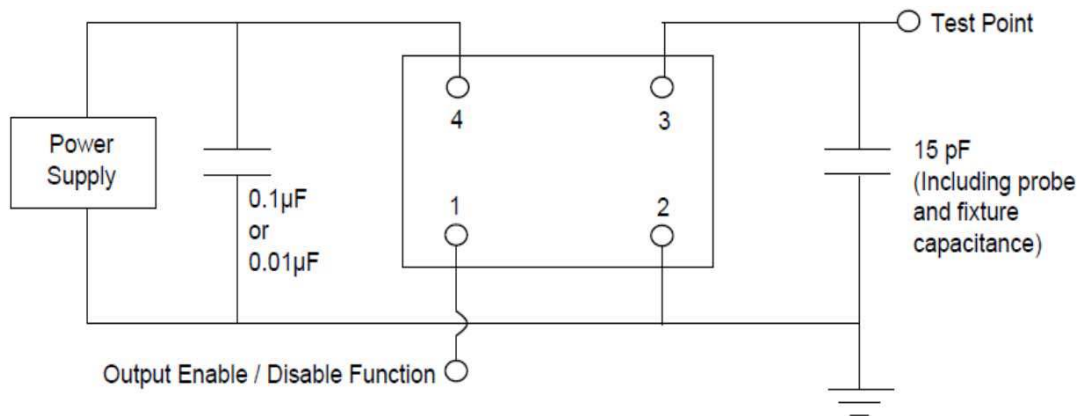 Test Point
4
3
Power
Supply
15 pF
(Including probe
and fixture
capacitance)
0.1µF
or
0.01µF
1
2
Output Enable / Disable Function